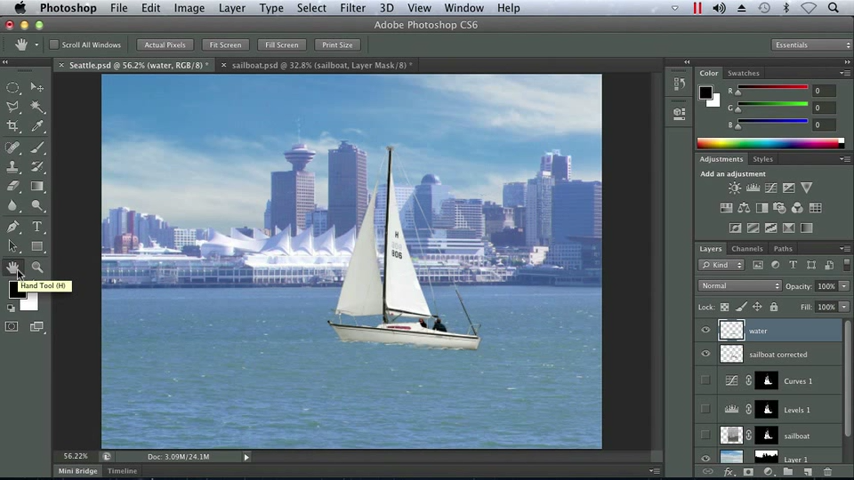 Photoshop File Edit Image Layer Type Select Filter 3D View Window Help
Adobe Photoshop CS6
Scroll All Windows Actual Pixels Fit Screen Fill Screen Print Size Essentials
× Seattle.psd @ 56.2% (water, RGB/8) * × sailboat.psd @ 32.8% (sailboat, Layer Mask/8) *
Color Swatches
R 0
G 0
B 0
Adjustments Styles
Add an adjustment
Layers Channels Paths
Kind
Normal Opacity: 100%
Lock: Fill: 100%
water
sailboat corrected
Curves 1
Levels 1
sailboat
Layer 1
Hand Tool (H)
H
806
56.22% Doc: 3.09M/24.1M
Mini Bridge Timeline
fx